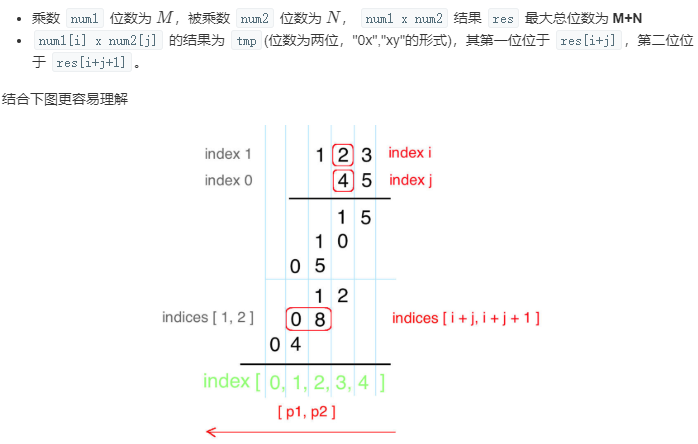 • 乘数 num1 位数为 M，被乘数 num2 位数为 N， num1 x num2 结果 res 最大总位数为 M+N
• num1[i] x num2[j] 的结果为 tmp (位数为两位，"0x","xy"的形式)，其第一位位于 res[i+j] ，第二位位
于 res[i+j+1] 。
结合下图更容易理解
index 1 1 2 3 index i
index 0 4 5 index j
1 5
1 0
0 5
1 2
indices [ 1, 2 ] 0 8 indices [ i + j, i + j + 1 ]
0 4
index [ 0, 1, 2, 3, 4 ]
[ p1, p2 ]